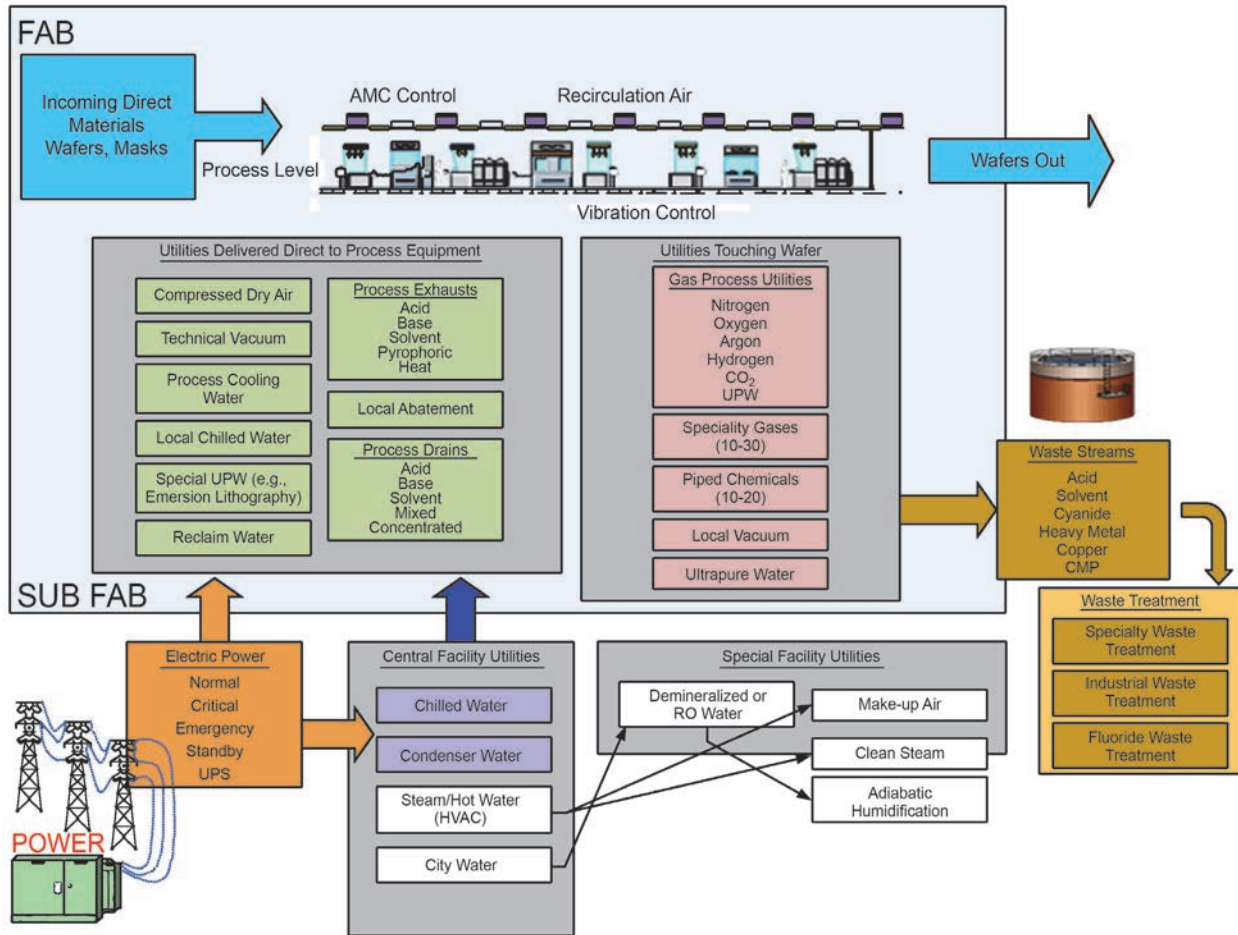 FAB
Incoming Direct
Materials
Wafers, Masks
AMC Control
Recirculation Air
Process Level
Wafers Out
Vibration Control
Utilities Delivered Direct to Process Equipment
Compressed Dry Air
Technical Vacuum
Process Cooling
Water
Local Chilled Water
Special UPW (e.g.,
Emersion Lithography)
Reclaim Water
Process Exhausts
Acid
Base
Solvent
Pyrophoric
Heat
Local Abatement
Process Drains
Acid
Base
Solvent
Mixed
Concentrated
Utilities Touching Wafer
Gas Process Utilities
Nitrogen
Oxygen
Argon
Hydrogen
CO₂
UPW
Speciality Gases
(10-30)
Piped Chemicals
(10-20)
Local Vacuum
Ultrapure Water
Waste Streams
Acid
Solvent
Cyanide
Heavy Metal
Copper
CMP
SUB FAB
Waste Treatment
Specialty Waste
Treatment
Industrial Waste
Treatment
Fluoride Waste
Treatment
Electric Power
Normal
Critical
Emergency
Standby
UPS
POWER
Central Facility Utilities
Chilled Water
Condenser Water
Steam/Hot Water
(HVAC)
City Water
Special Facility Utilities
Demineralized or
RO Water
Make-up Air
Clean Steam
Adiabatic
Humidification